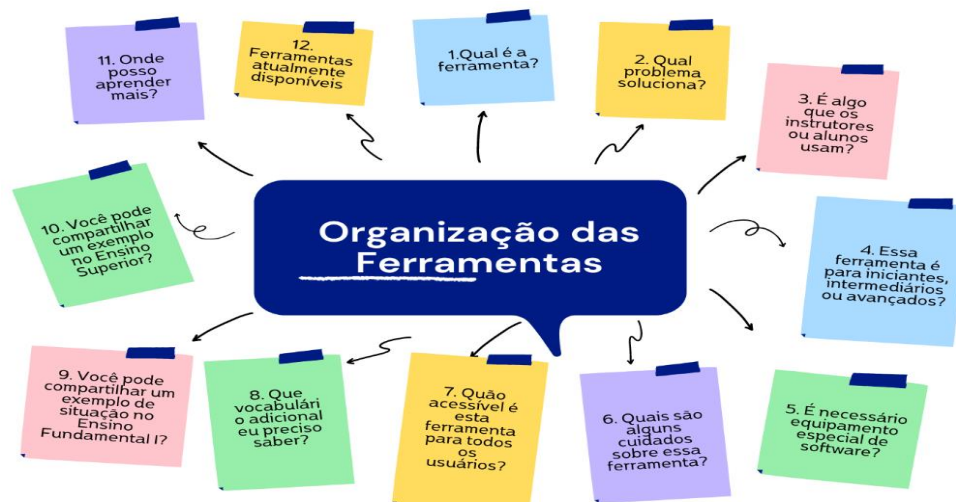 Organização das
Ferramentas
1.Qual é a
ferramenta?
2. Qual
problema
soluciona?
3. É algo
que os
instrutores
ou alunos
usam?
4. Essa
ferramenta é
para iniciantes,
intermediários
ou avançados?
5. É necessário
equipamento
especial de
software?
6. Quais são
alguns
cuidados
sobre essa
ferramenta?
7. Quão
acessível é
esta
ferramenta
para todos
os
usuários?
8. Que
vocabulári
o adicional
eu preciso
saber?
9. Você pode
compartilhar um
exemplo de
situação no
Ensino
Fundamental I?
10. Você pode
compartilhar
um exemplo
no Ensino
Superior?
11. Onde
posso
aprender
mais?
12.
Ferramentas
atualmente
disponíveis